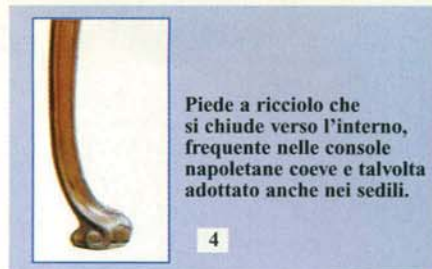 Piede a ricciolo che
si chiude verso l'interno,
frequente nelle console
napoletane coeve e talvolta
adottato anche nei sedili.
4